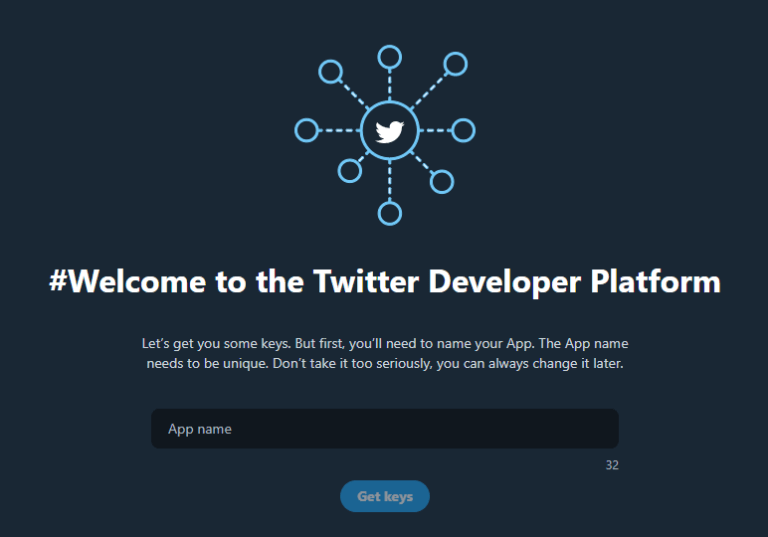 #Welcome to the Twitter Developer Platform
Let’s get you some keys. But first, you’ll need to name your App. The App name
needs to be unique. Don’t take it too seriously, you can always change it later.
App name
32
Get keys